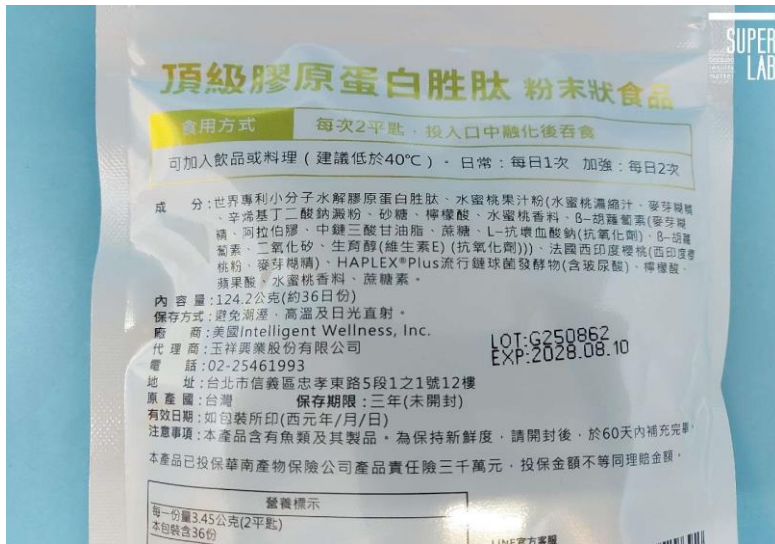 SUPER
LAB
頂級膠原蛋白胜肽 粉末狀食品
食用方式 每次2平匙，投入口中融化後吞食
可加入飲品或料理（建議低於40℃）。日常：每日1次 加強：每日2次
成分：世界專利小分子水解膠原蛋白胜肽、水蜜桃果汁粉(水蜜桃濃縮汁、麥芽糊精
、辛烯基丁二酸鈉澱粉、砂糖、檸檬酸、水蜜桃香料、β–胡蘿蔔素(麥芽糊
精、阿拉伯膠、中鏈三酸甘油脂、蔗糖、L–抗壞血酸鈉(抗氧化劑)、β–胡蘿
蔔素、二氧化矽、生育醇(維生素E) (抗氧化劑)))、法國西印度櫻桃(西印度櫻
桃粉、麥芽糊精)、HAPLEX®Plus流行鏈球菌發酵物(含玻尿酸)、檸檬酸、
蘋果酸、水蜜桃香料、蔗糖素。
內容量：124.2公克(約36日份)
保存方式：避免潮溼、高溫及日光直射。
廠商：美國Intelligent Wellness, Inc.
代理商：玉祥興業股份有限公司
電話：02-25461993
地址：台北市信義區忠孝東路5段1之1號12樓
原產國：台灣 保存期限：三年(未開封)
有效日期：如包裝所印(西元年/月/日)
LOT:G250862
EXP:2028.08.10
注意事項：本產品含有魚類及其製品。為保持新鮮度，請開封後，於60天內補充完畢。
本產品已投保華南產物保險公司產品責任險三千萬元，投保金額不等同理賠金額。
營養標示
每一份量3.45公克(2平匙)
本包裝含36份
LINE官方客服